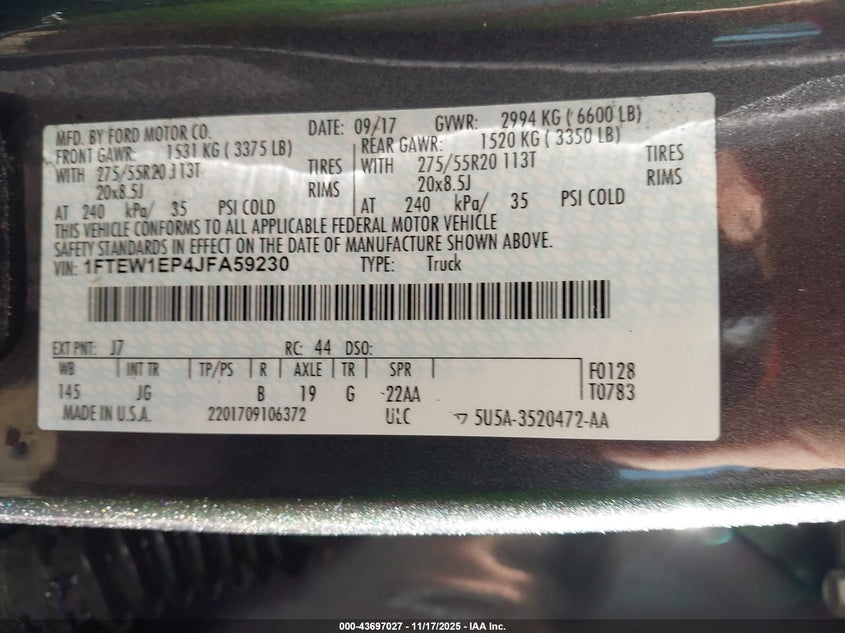 MFD. BY FORD MOTOR CO. DATE: 09/17 GVWR: 2994 KG ( 6600 LB)
FRONT GAWR: 1531 KG ( 3375 LB) REAR GAWR: 1520 KG ( 3350 LB)
WITH 275/55R20 113T TIRES WITH 275/55R20 113T TIRES
20x8.5J RIMS 20x8.5J RIMS
AT 240 kPa/ 35 PSI COLD AT 240 kPa/ 35 PSI COLD
THIS VEHICLE CONFORMS TO ALL APPLICABLE FEDERAL MOTOR VEHICLE
SAFETY STANDARDS IN EFFECT ON THE DATE OF MANUFACTURE SHOWN ABOVE.
VIN: 1FTEW1EP4JFA59230 TYPE: Truck
EXT PNT: J7 RC: 44 DSO:
WB INT TR TP/PS R AXLE TR SPR F0128
145 JG B 19 G -22AA T0783
MADE IN U.S.A. 2201709106372 ULC 5U5A-3520472-AA
000-43697027 - 11/17/2025 - IAA Inc.